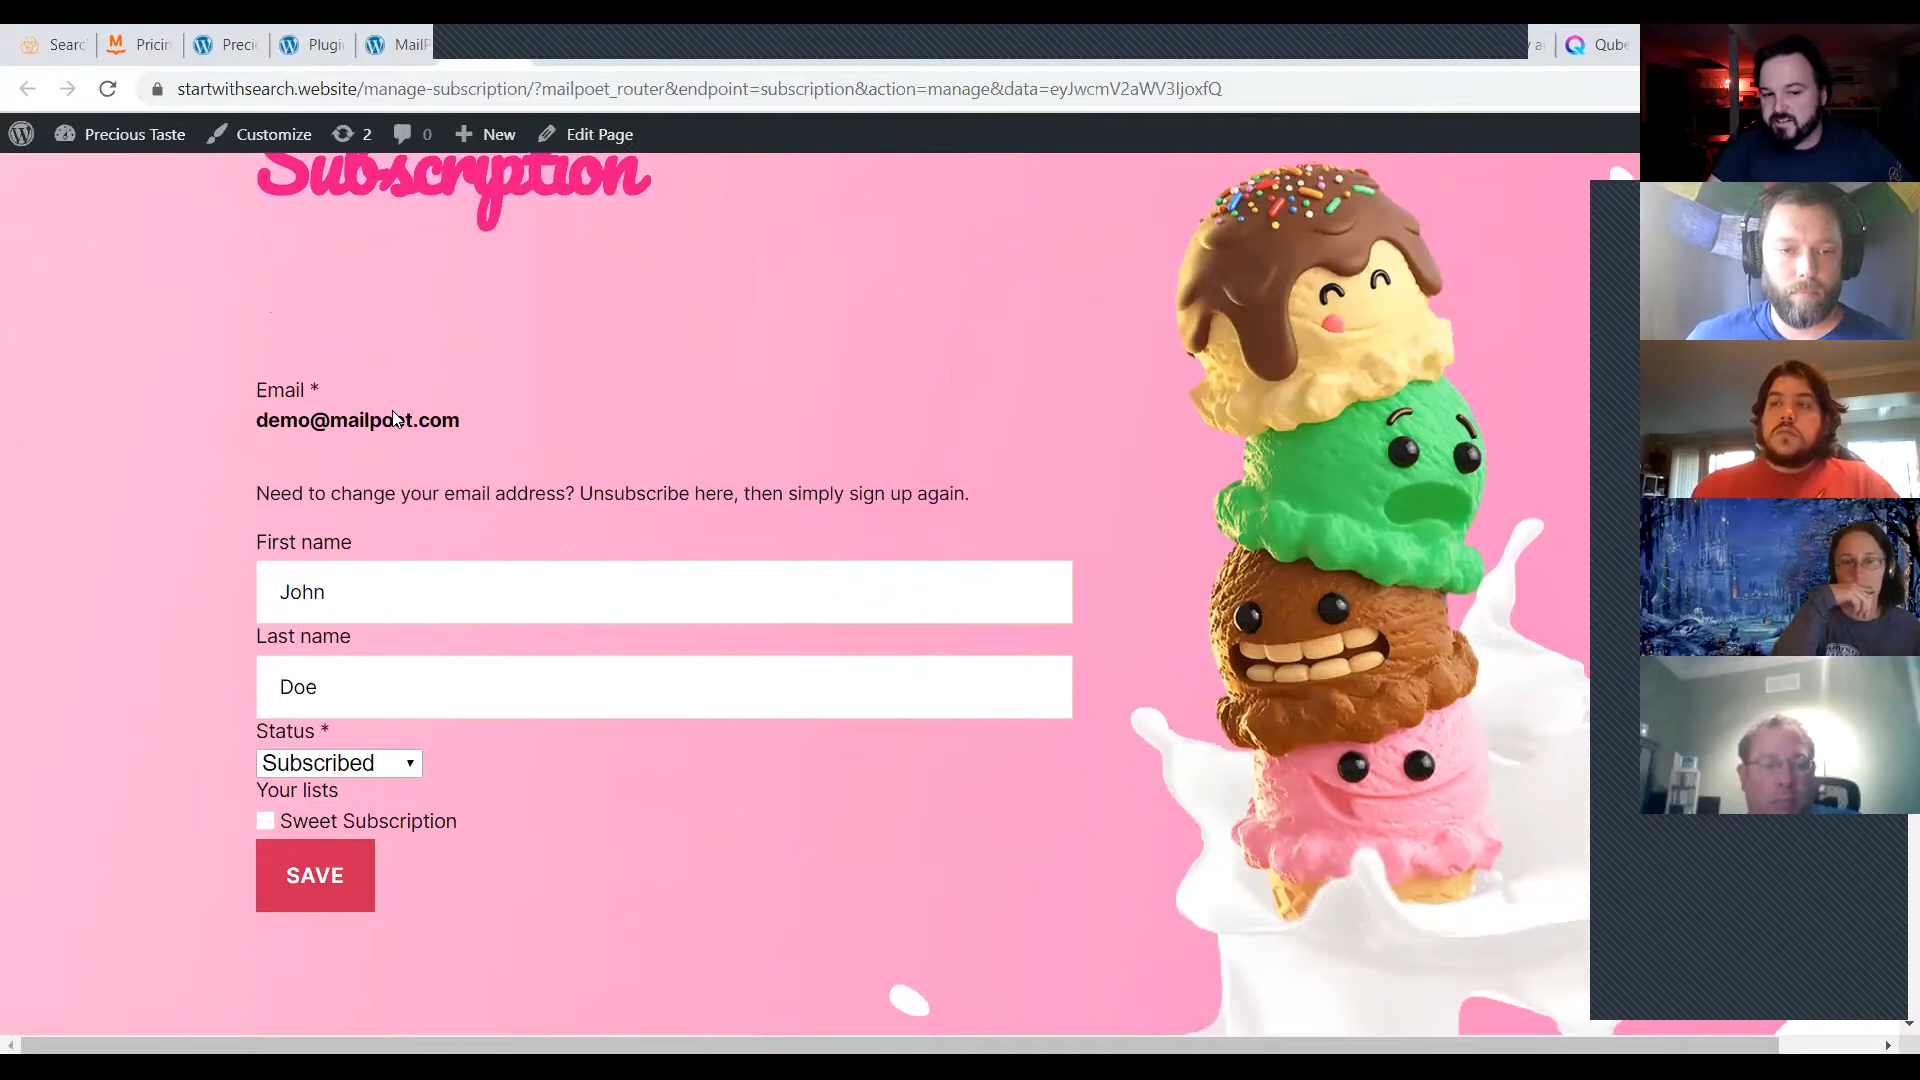 Searc
Pricin
Preci
Plugi
MailP
Qube
startwithsearch.website/manage-subscription/?mailpoet_router&endpoint=subscription&action=manage&data=eyJwcmV2aWV3IjoxfQ
Precious Taste
Customize
2
0
New
Edit Page
Subscription
Email *
demo@mailpoet.com
Need to change your email address? Unsubscribe here, then simply sign up again.
First name
John
Last name
Doe
Status *
Subscribed
Your lists
Sweet Subscription
SAVE